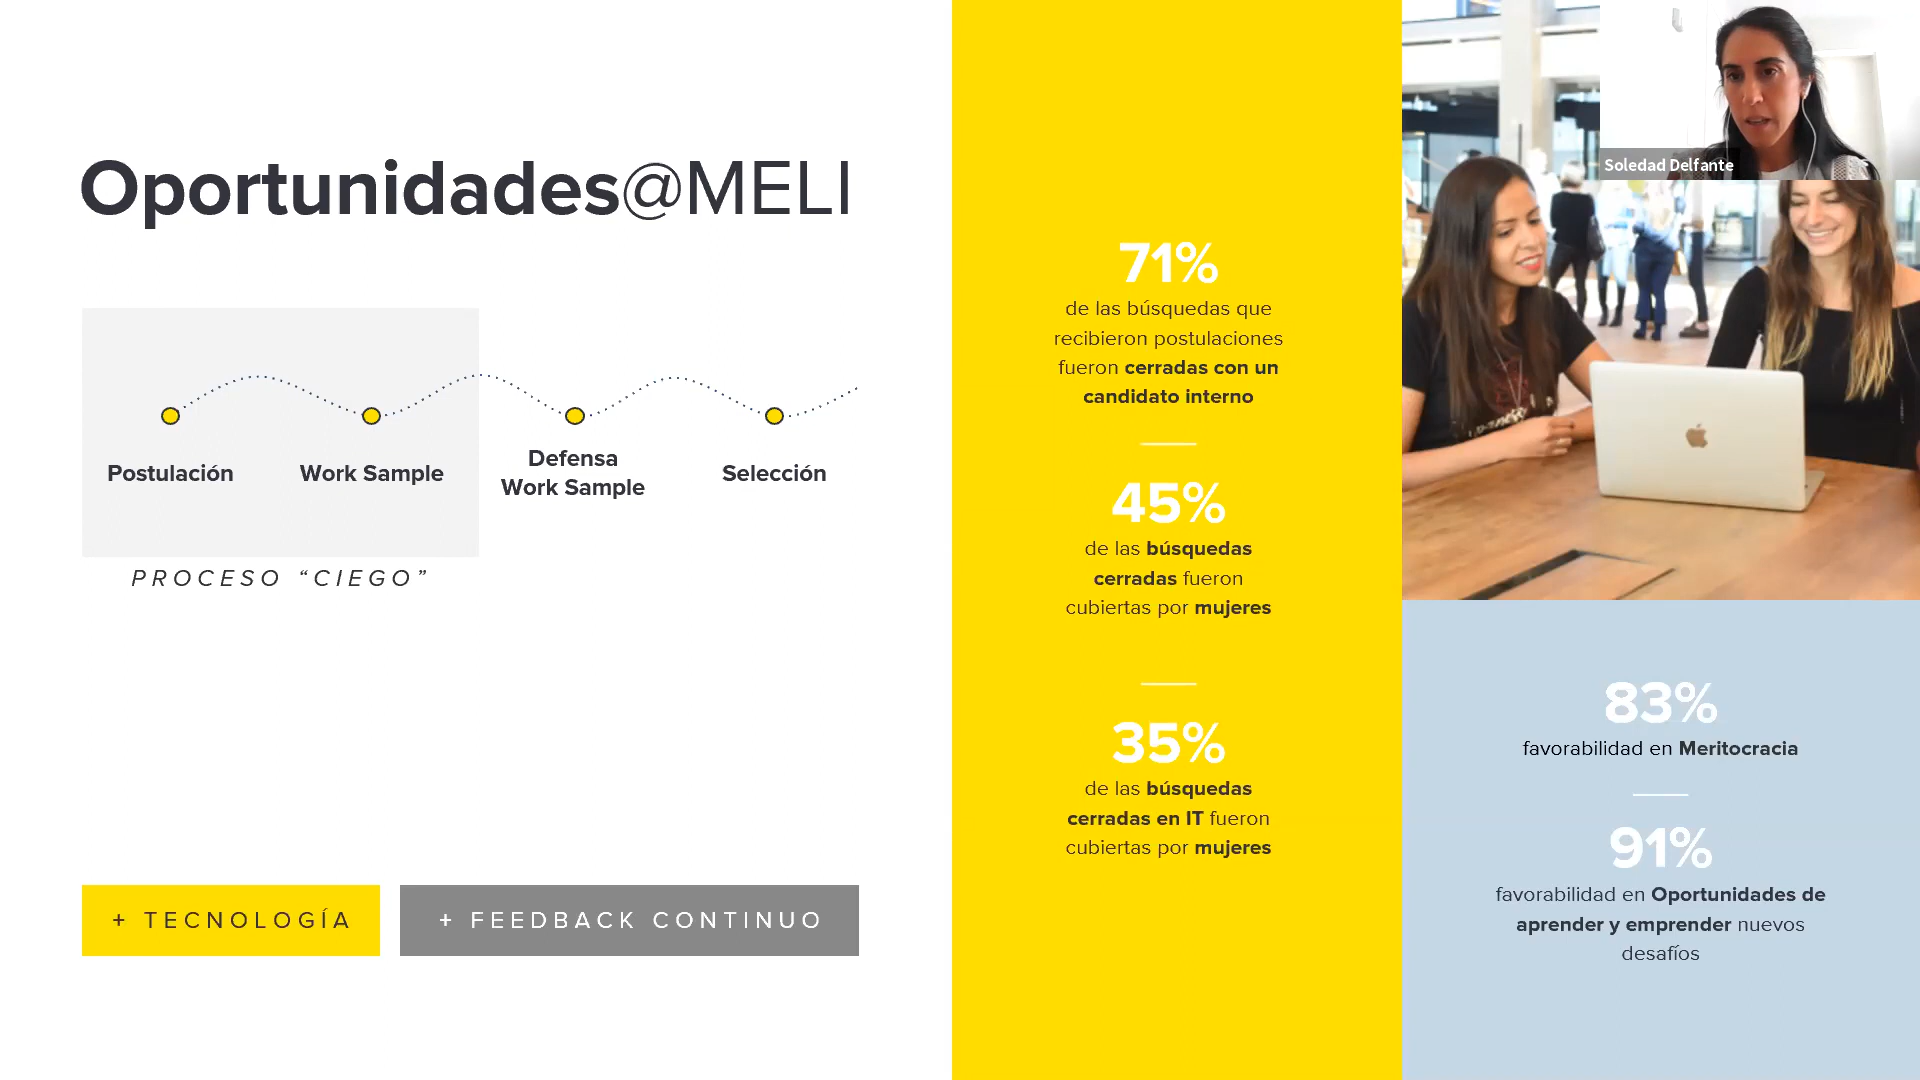 Oportunidades@MELI
Postulación
Work Sample
Defensa
Work Sample
Selección
PROCESO “CIEGO”
+ TECNOLOGÍA
+ FEEDBACK CONTINUO
71%
de las búsquedas que
recibieron postulaciones
fueron cerradas con un
candidato interno
45%
de las búsquedas
cerradas fueron
cubiertas por mujeres
35%
de las búsquedas
cerradas en IT fueron
cubiertas por mujeres
Soledad Delfante
83%
favorabilidad en Meritocracia
91%
favorabilidad en Oportunidades de
aprender y emprender nuevos
desafíos